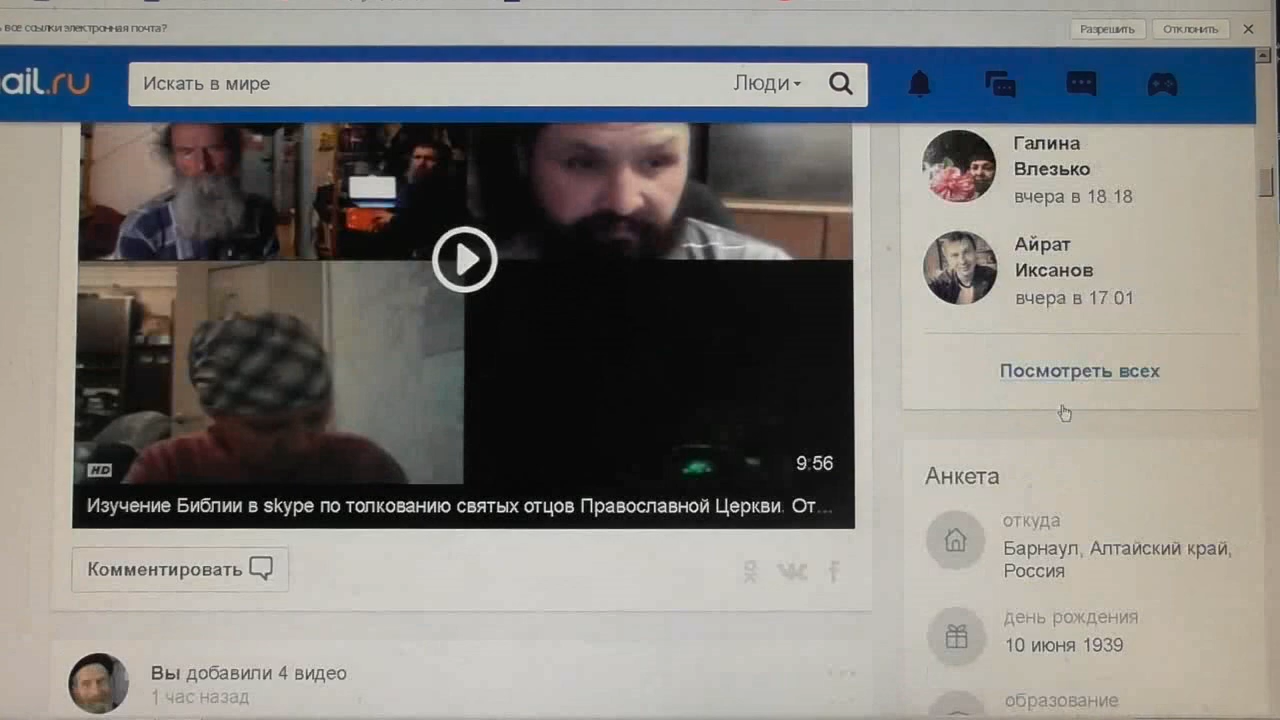 все ссылки электронная почта?
Разрешить
Отклонить
ail.ru
Искать в мире
Люди
Галина
Влезько
вчера в 18:18
Айрат
Иксанов
вчера в 17:01
Посмотреть всех
HD
9:56
Изучение Библии в skype по толкованию святых отцов Православной Церкви. От...
Комментировать
Анкета
откуда
Барнаул, Алтайский край,
Россия
день рождения
10 июня 1939
образование
Вы добавили 4 видео
1 час назад